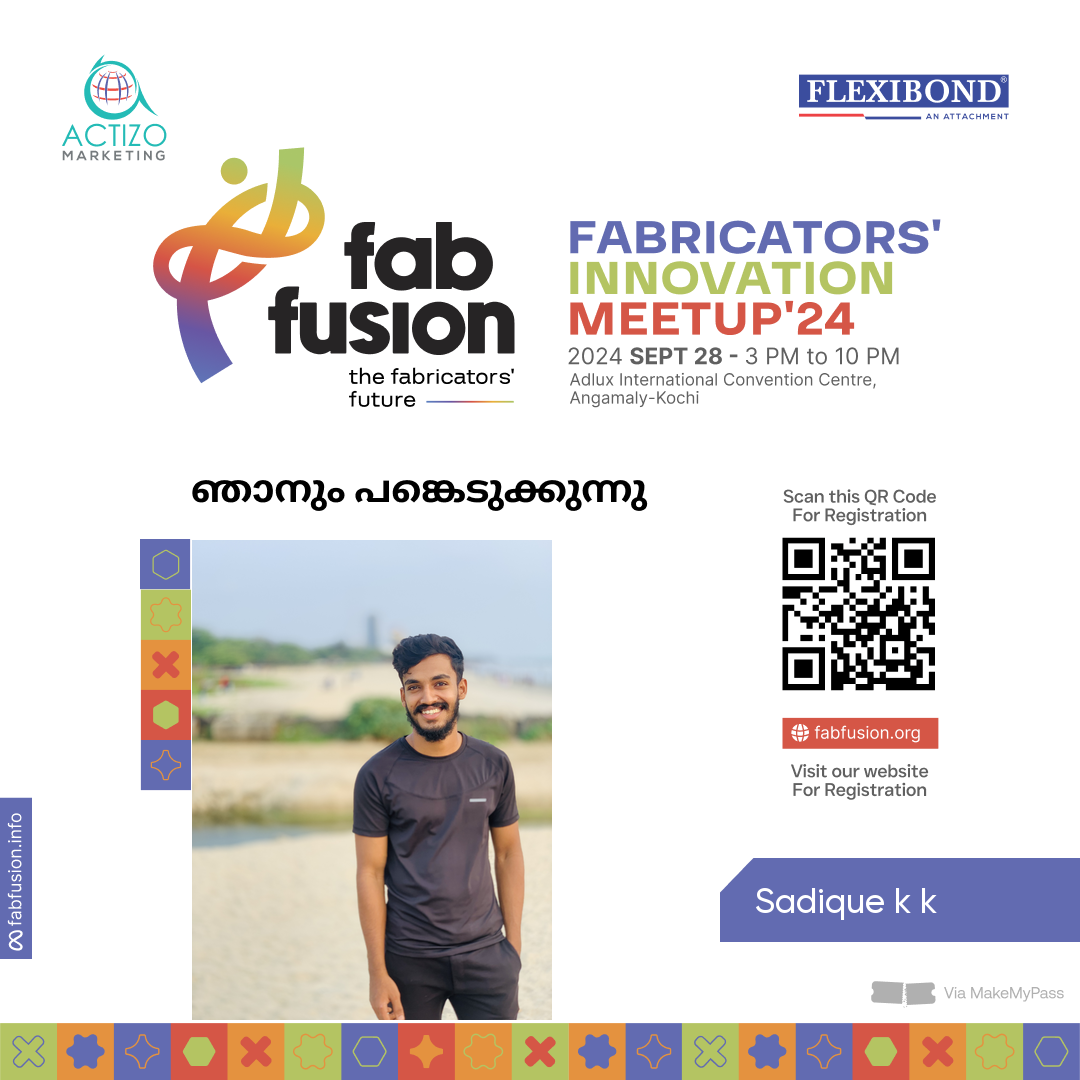 ACTIZO
MARKETING
FLEXIBOND®
AN ATTACHMENT
fab
fusion
the fabricators'
future
FABRICATORS'
INNOVATION
MEETUP'24
2024 SEPT 28 - 3 PM to 10 PM
Adlux International Convention Centre,
Angamaly-Kochi
ഞാനും പങ്കെടുക്കുന്നു
Scan this QR Code
For Registration
fabfusion.org
Visit our website
For Registration
fabfusion.info
Sadique k k
Via MakeMyPass